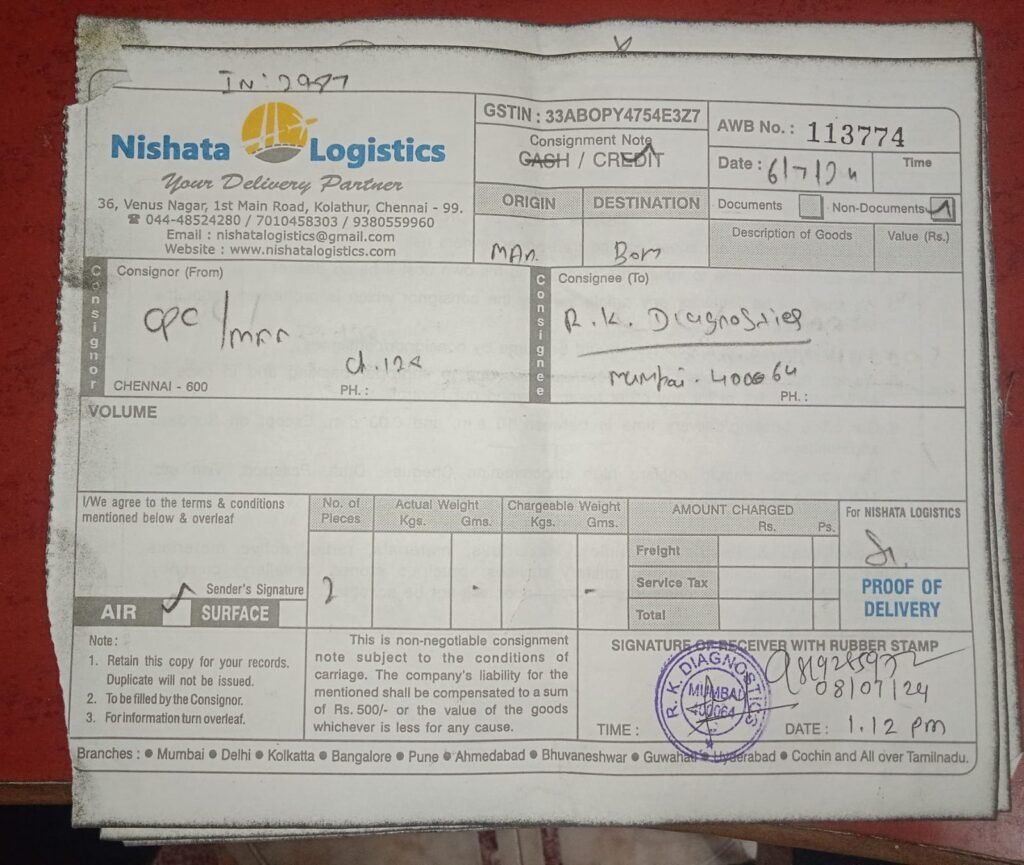 IN: 2987
Nishata Logistics
Your Delivery Partner
36, Venus Nagar, 1st Main Road, Kolathur, Chennai - 99.
☎ 044-48524280 / 7010458303 / 9380559960
Email : nishatalogistics@gmail.com
Website : www.nishatalogistics.com
GSTIN : 33ABOPY4754E3Z7
Consignment Note
CASH / CREDIT
AWB No. : 113774
Date : 6/7/24
Time
ORIGIN
DESTINATION
Documents
Non-Documents
MAA.
Bom
Description of Goods
Value (Rs.)
Consignor
Consignor (From)
CPC
CHENNAI - 600
PH. :
Consignee
Consignee (To)
R.K. Diagnostics
Mumbai. 400064
PH. :
VOLUME
I/We agree to the terms & conditions
mentioned below & overleaf
Sender's Signature
AIR
SURFACE
No. of Pieces
Actual Weight
Kgs. Gms.
Chargeable Weight
Kgs. Gms.
2
-
-
AMOUNT CHARGED
Rs. Ps.
Freight
Service Tax
Total
For NISHATA LOGISTICS
PROOF OF
DELIVERY
Note :
1. Retain this copy for your records.
Duplicate will not be issued.
2. To be filled by the Consignor.
3. For information turn overleaf.
This is non-negotiable consignment
note subject to the conditions of
carriage. The company's liability for the
mentioned shall be compensated to a sum
of Rs. 500/- or the value of the goods
whichever is less for any cause.
SIGNATURE OF RECEIVER WITH RUBBER STAMP
R. K. DIAGNOSTICS
MUMBAI
400064
08/07/24
TIME :
DATE : 1.12 pm
Branches : ● Mumbai ● Delhi ● Kolkatta ● Bangalore ● Pune ● Ahmedabad ● Bhuvaneshwar ● Guwahati ● Hyderabad ● Cochin and All over Tamilnadu.